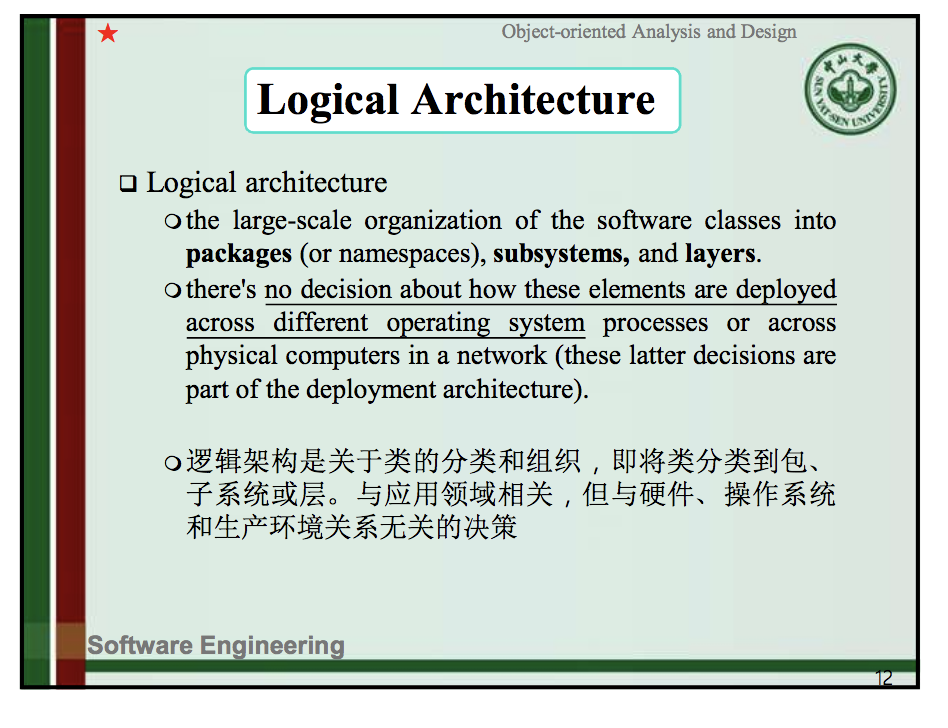 Object-oriented Analysis and Design
中山大学
SUN YAT-SEN UNIVERSITY
Logical Architecture
Logical architecture
the large-scale organization of the software classes into
packages (or namespaces), subsystems, and layers.
there's no decision about how these elements are deployed
across different operating system processes or across
physical computers in a network (these latter decisions are
part of the deployment architecture).
逻辑架构是关于类的分类和组织，即将类分类到包、
子系统或层。与应用领域相关，但与硬件、操作系统
和生产环境关系无关的决策
Software Engineering
12